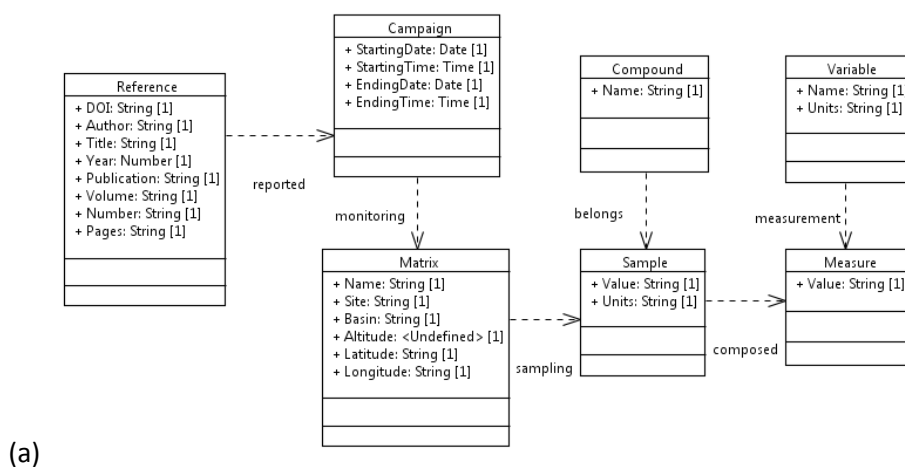 Campaign
+ StartingDate: Date [1]
+ StartingTime: Time [1]
+ EndingDate: Date [1]
+ EndingTime: Time [1]
Reference
+ DOI: String [1]
+ Author: String [1]
+ Title: String [1]
+ Year: Number [1]
+ Publication: String [1]
+ Volume: String [1]
+ Number: String [1]
+ Pages: String [1]
Compound
+ Name: String [1]
Variable
+ Name: String [1]
+ Units: String [1]
reported
monitoring
belongs
measurement
Matrix
+ Name: String [1]
+ Site: String [1]
+ Basin: String [1]
+ Altitude: <Undefined> [1]
+ Latitude: String [1]
+ Longitude: String [1]
sampling
Sample
+ Value: String [1]
+ Units: String [1]
composed
Measure
+ Value: String [1]
(a)